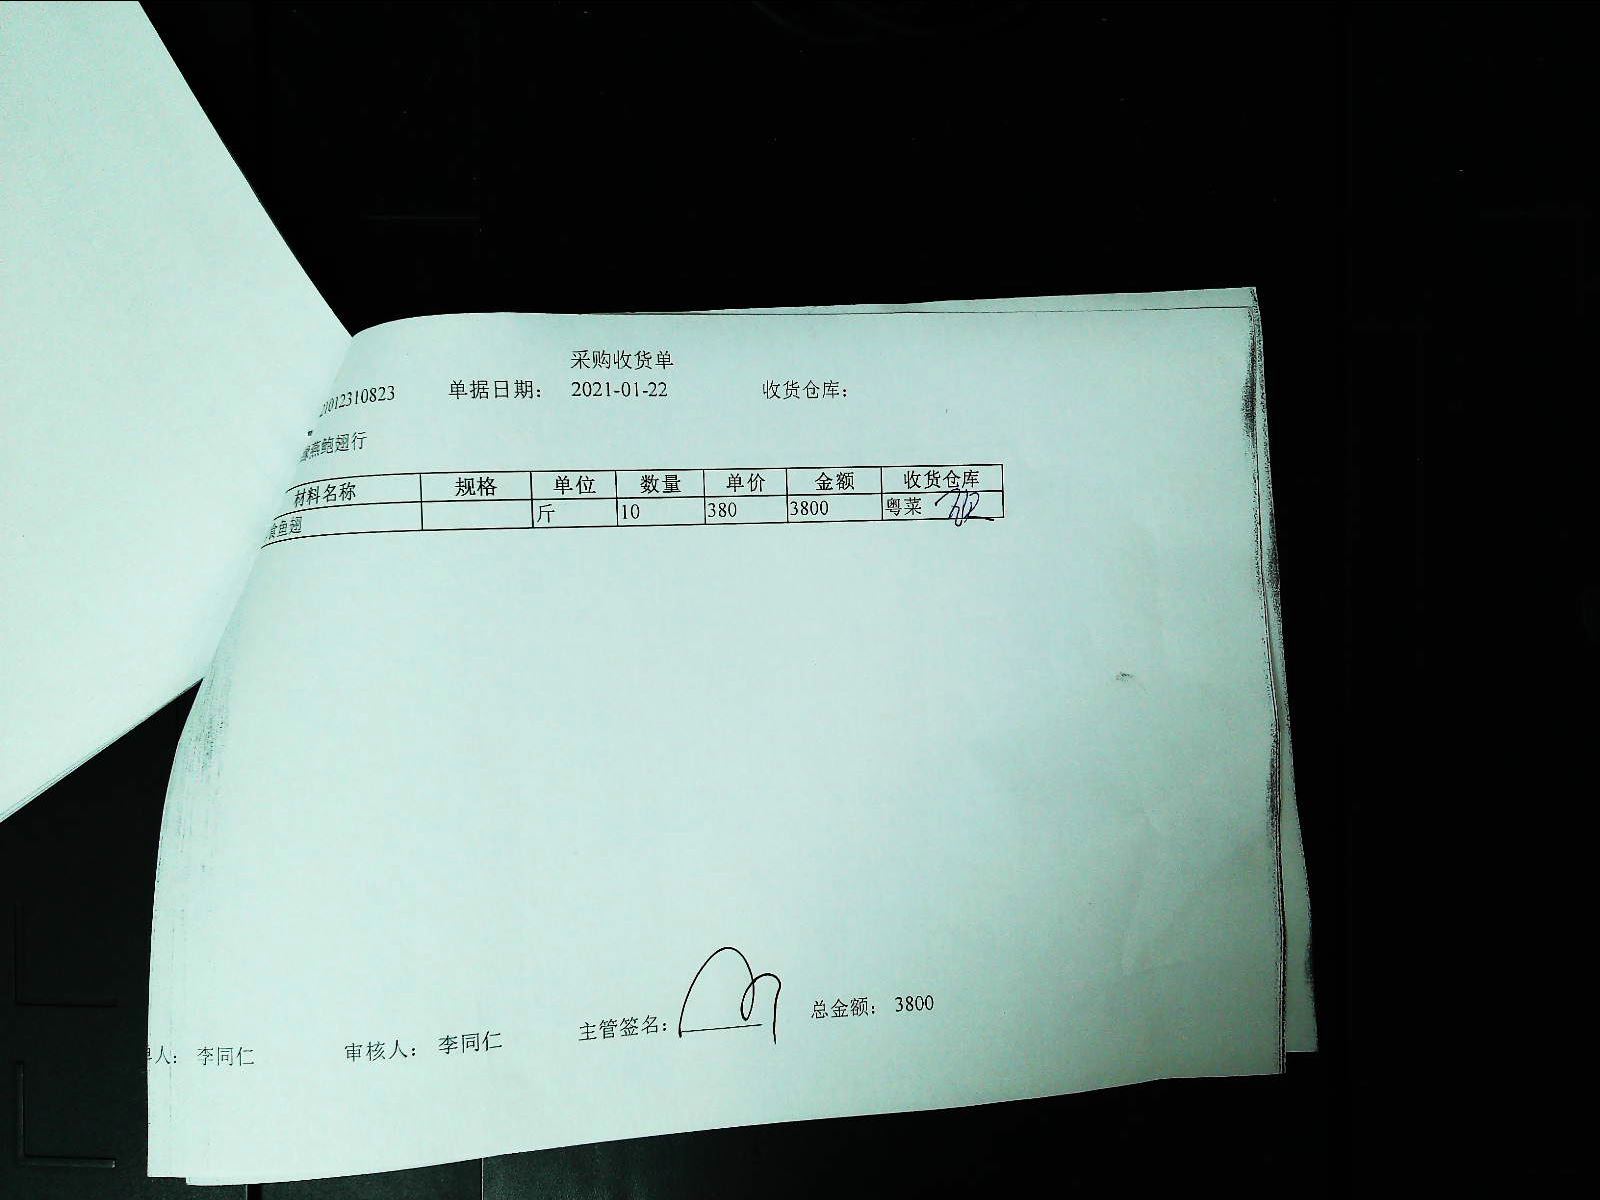 采购收货单
21012310823 单据日期: 2021-01-22 收货仓库:
燕鲍翅行
材料名称 规格 单位 数量 单价 金额 收货仓库
食鱼翅 斤 10 380 3800 粤菜
单人: 李同仁 审核人: 李同仁 主管签名: 总金额: 3800